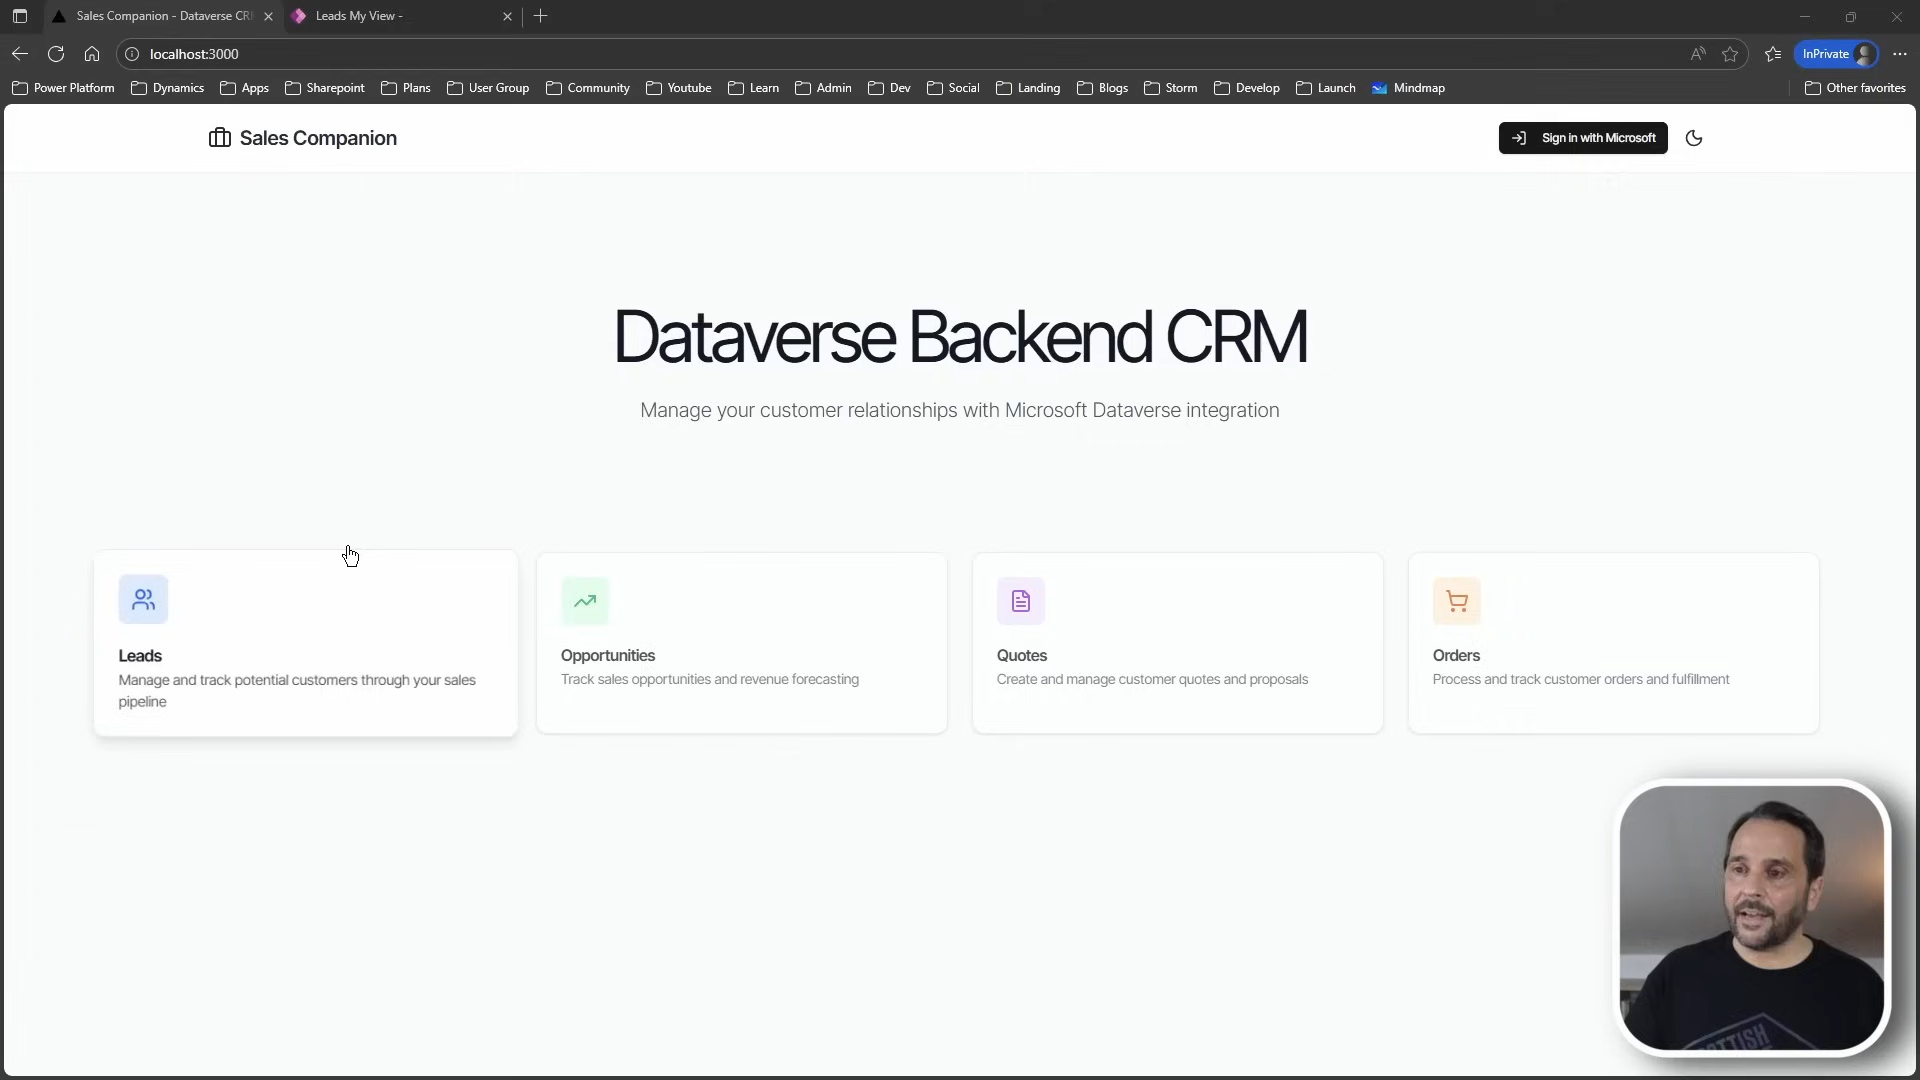 Sales Companion - Dataverse CR
Leads My View -
localhost:3000
InPrivate
Power Platform
Dynamics
Apps
Sharepoint
Plans
User Group
Community
Youtube
Learn
Admin
Dev
Social
Landing
Blogs
Storm
Develop
Launch
Mindmap
Other favorites
Sales Companion
Sign in with Microsoft
Dataverse Backend CRM
Manage your customer relationships with Microsoft Dataverse integration
Leads
Manage and track potential customers through your sales
pipeline
Opportunities
Track sales opportunities and revenue forecasting
Quotes
Create and manage customer quotes and proposals
Orders
Process and track customer orders and fulfillment